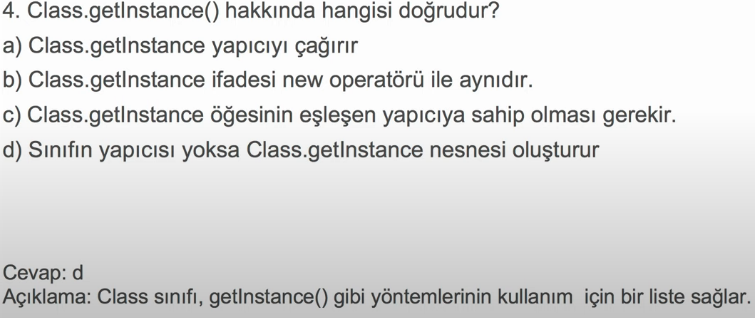 4. Class.getInstance() hakkında hangisi doğrudur?
a) Class.getInstance yapıcıyı çağırır
b) Class.getInstance ifadesi new operatörü ile aynıdır.
c) Class.getInstance öğesinin eşleşen yapıcıya sahip olması gerekir.
d) Sınıfın yapıcısı yoksa Class.getInstance nesnesi oluşturur
Cevap: d
Açıklama: Class sınıfı, getInstance() gibi yöntemlerinin kullanım için bir liste sağlar.